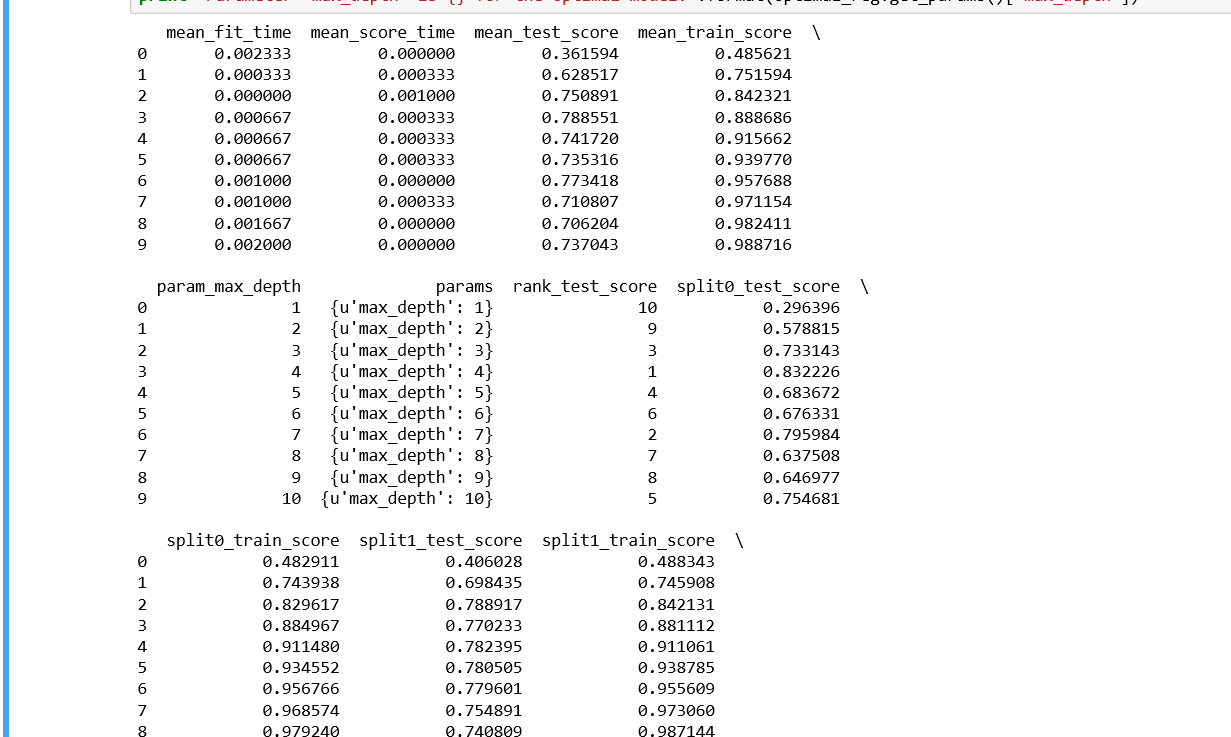 mean_fit_time mean_score_time mean_test_score mean_train_score \
0 0.002333 0.000000 0.361594 0.485621
1 0.000333 0.000333 0.628517 0.751594
2 0.000000 0.001000 0.750891 0.842321
3 0.000667 0.000333 0.788551 0.888686
4 0.000667 0.000333 0.741720 0.915662
5 0.000667 0.000333 0.735316 0.939770
6 0.001000 0.000000 0.773418 0.957688
7 0.001000 0.000333 0.710807 0.971154
8 0.001667 0.000000 0.706204 0.982411
9 0.002000 0.000000 0.737043 0.988716
param_max_depth params rank_test_score split0_test_score \
0 1 {u'max_depth': 1} 10 0.296396
1 2 {u'max_depth': 2} 9 0.578815
2 3 {u'max_depth': 3} 3 0.733143
3 4 {u'max_depth': 4} 1 0.832226
4 5 {u'max_depth': 5} 4 0.683672
5 6 {u'max_depth': 6} 6 0.676331
6 7 {u'max_depth': 7} 2 0.795984
7 8 {u'max_depth': 8} 7 0.637508
8 9 {u'max_depth': 9} 8 0.646977
9 10 {u'max_depth': 10} 5 0.754681
split0_train_score split1_test_score split1_train_score \
0 0.482911 0.406028 0.488343
1 0.743938 0.698435 0.745908
2 0.829617 0.788917 0.842131
3 0.884967 0.770233 0.881112
4 0.911480 0.782395 0.911061
5 0.934552 0.780505 0.938785
6 0.956766 0.779601 0.955609
7 0.968574 0.754891 0.973060
8 0.979240 0.740809 0.987144